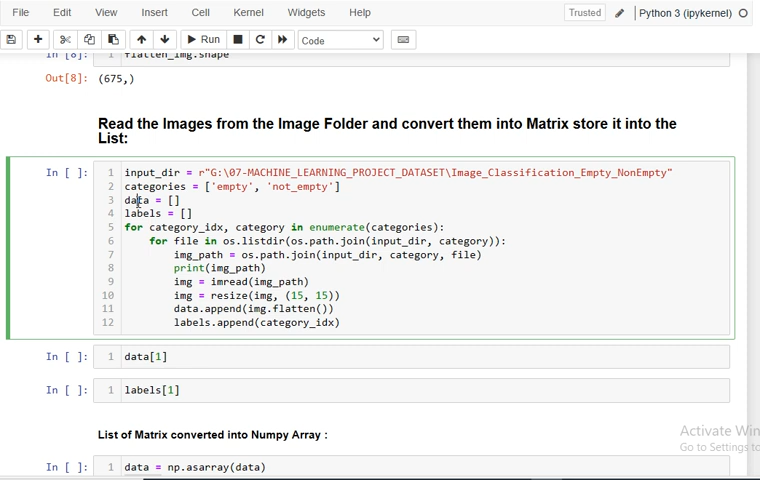 File Edit View Insert Cell Kernel Widgets Help Trusted Python 3 (ipykernel)
Run Code
In [8]: 1 flatten_img.shape
Out[8]: (675,)
Read the Images from the Image Folder and convert them into Matrix store it into the
List:
In [ ]: 1 input_dir = r"G:\07-MACHINE_LEARNING_PROJECT_DATASET\Image_Classification_Empty_NonEmpty"
2 categories = ['empty', 'not_empty']
3 data = []
4 labels = []
5 for category_idx, category in enumerate(categories):
6 for file in os.listdir(os.path.join(input_dir, category)):
7 img_path = os.path.join(input_dir, category, file)
8 print(img_path)
9 img = imread(img_path)
10 img = resize(img, (15, 15))
11 data.append(img.flatten())
12 labels.append(category_idx)
In [ ]: 1 data[1]
In [ ]: 1 labels[1]
List of Matrix converted into Numpy Array :
Activate Win
Go to Settings to
In [ ]: 1 data = np.asarray(data)